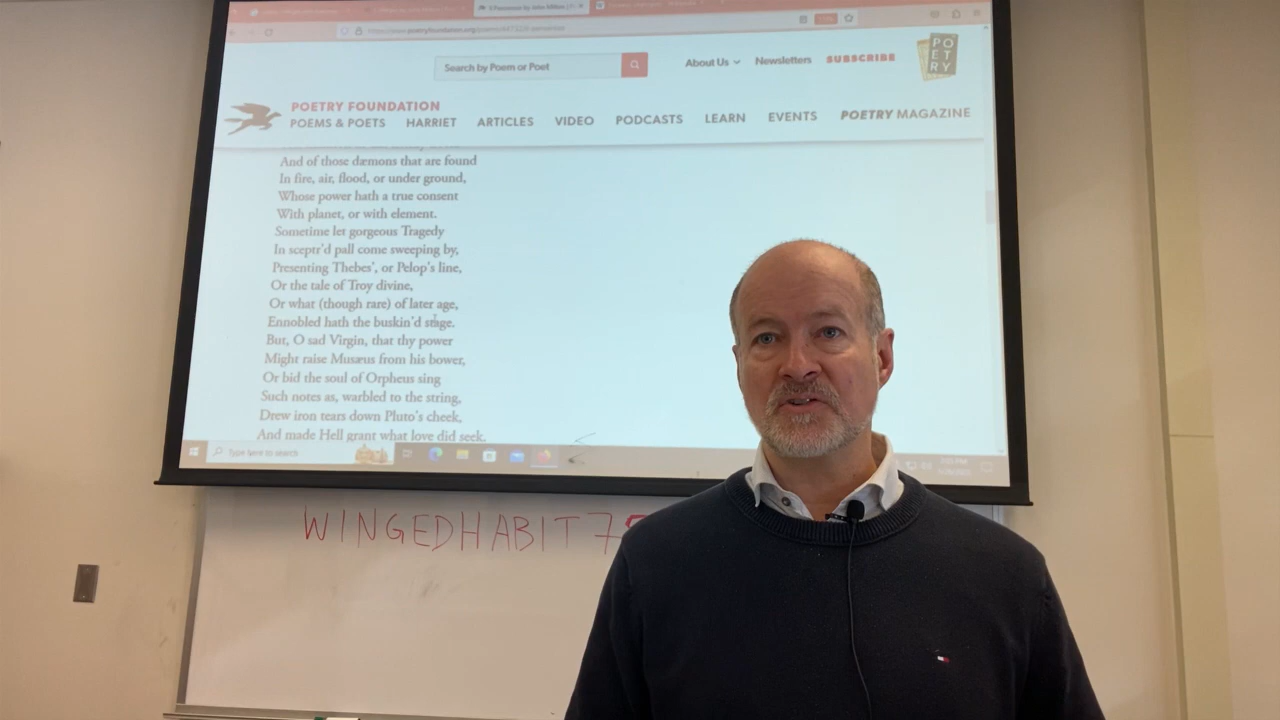 Il Penseroso by John Milton
Search by Poem or Poet
About Us
Newsletters
SUBSCRIBE
POETRY
POETRY FOUNDATION
POEMS & POETS
HARRIET
ARTICLES
VIDEO
PODCASTS
LEARN
EVENTS
POETRY MAGAZINE
And of those dæmons that are found
In fire, air, flood, or under ground,
Whose power hath a true consent
With planet, or with element.
Sometime let gorgeous Tragedy
In sceptr'd pall come sweeping by,
Presenting Thebes', or Pelop's line,
Or the tale of Troy divine,
Or what (though rare) of later age,
Ennobled hath the buskin'd stage.
But, O sad Virgin, that thy power
Might raise Musæus from his bower,
Or bid the soul of Orpheus sing
Such notes as, warbled to the string,
Drew iron tears down Pluto's cheek,
And made Hell grant what love did seek.
Type here to search
WINGEDHABIT7